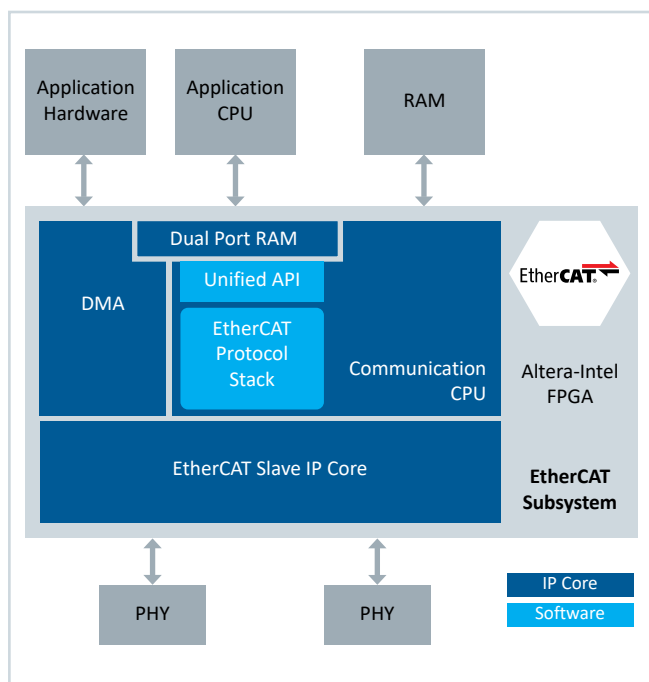 Application
Hardware
Application
CPU
RAM
Dual Port RAM
Unified API
DMA
EtherCAT
Protocol
Stack
Communication
CPU
EtherCAT®
Altera-Intel
FPGA
EtherCAT Slave IP Core
EtherCAT
Subsystem
PHY
PHY
IP Core
Software